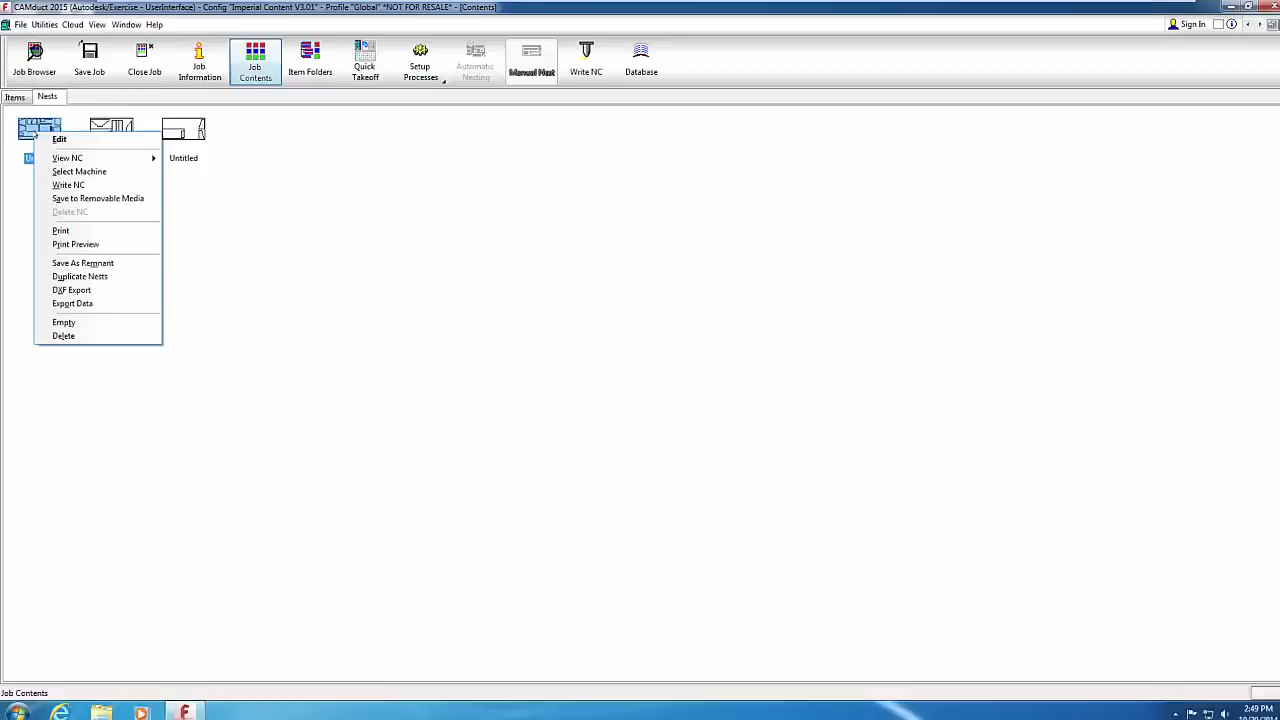 CAMduct 2015 (Autodesk/Exercise - UserInterface) - Config "Imperial Content V3.01" - Profile "Global" *NOT FOR RESALE* - [Contents]
File Utilities Cloud View Window Help
Sign In
Job Browser
Save Job
Close Job
Job Information
Job Contents
Item Folders
Quick Takeoff
Setup Processes
Automatic Nesting
Manual Nest
Write NC
Database
Items
Nests
Untitled
Edit
View NC
Select Machine
Write NC
Save to Removable Media
Delete NC
Print
Print Preview
Save As Remnant
Duplicate Nests
DXF Export
Export Data
Empty
Delete
Job Contents
2:49 PM